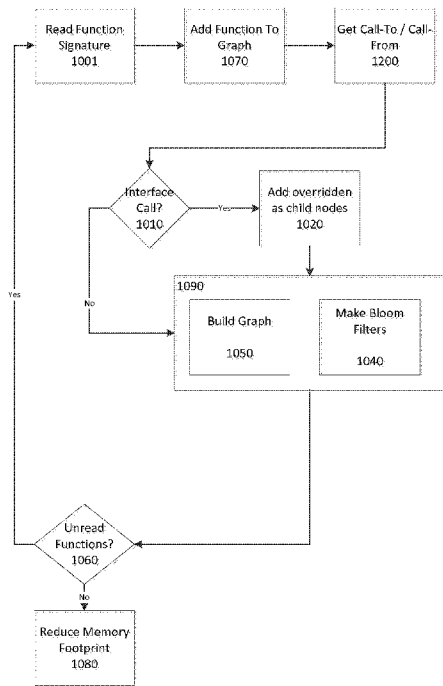 Read Function
Signature
1001
Add Function To
Graph
1070
Get Call-To / Call-
From
1200
Interface
Call?
1010
Yes
Add overridden
as child nodes
1020
No
1090
Build Graph
1050
Make Bloom
Filters
1040
Yes
Unread
Functions?
1060
No
Reduce Memory
Footprint
1080